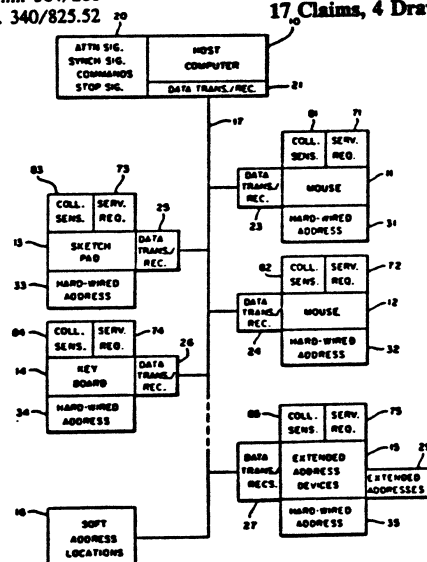 . 340/825.52
17 Claims, 4 Dra
20
10
ATTN SIG.
SYNCH SIG.
COMMANDS
STOP SIG.
HOST
COMPUTER
DATA TRANS./REC.
21
17
81
71
COLL.
SENS.
SERV.
REQ.
11
DATA
TRANS./
REC.
MOUSE
23
HARD-WIRED
ADDRESS
31
83
73
COLL.
SENS.
SERV.
REQ.
25
13
SKETCH
PAD
DATA
TRANS./
REC.
33
HARD-WIRED
ADDRESS
82
72
COLL.
SENS.
SERV.
REQ.
12
DATA
TRANS./
REC.
MOUSE
24
HARD-WIRED
ADDRESS
32
84
74
COLL.
SENS.
SERV.
REQ.
26
14
KEY
BOARD
DATA
TRANS./
REC.
34
HARD-WIRED
ADDRESS
75
COLL.
SENS.
SERV.
REQ.
15
DATA
TRANS./
RECS.
EXTENDED
ADDRESS
DEVICES
EXTENDED
ADDRESSES
27
HARD-WIRED
ADDRESS
35
16
SOFT
ADDRESS
LOCATIONS